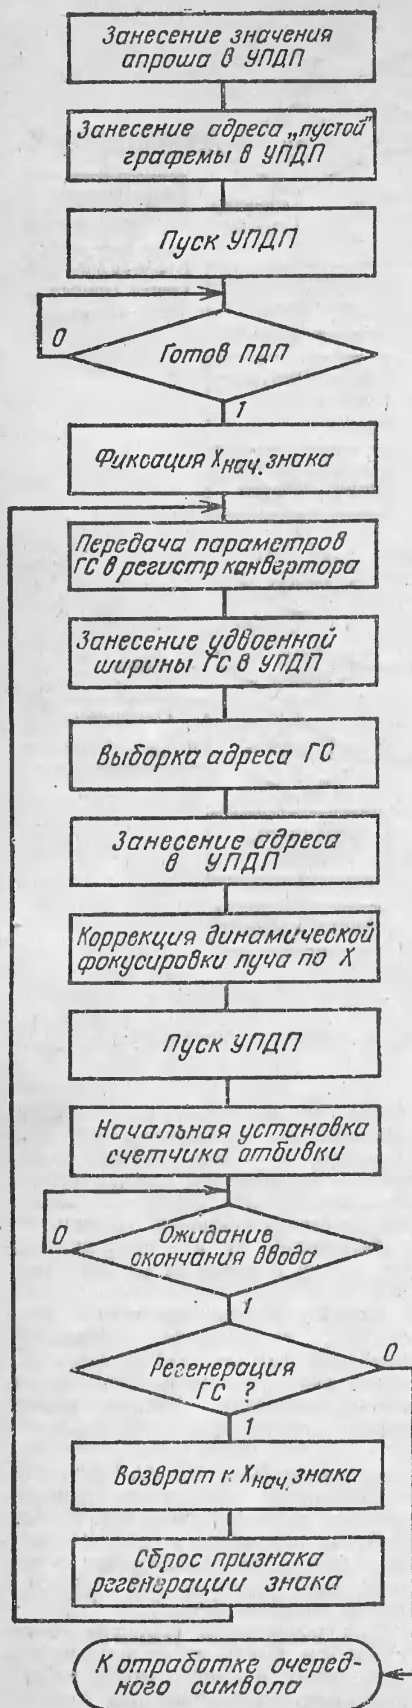 Занесение значения
апроша в УПДП
Занесение адреса „пустой"
графемы в УПДП
Пуск УПДП
0
Готов ПДП
1
Фиксация Xнач. знака
Передача параметров
ГС в регистр конвертора
Занесение удвоенной
ширины ГС в УПДП
Выборка адреса ГС
Занесение адреса
в УПДП
Коррекция динамической
фокусировки луча по X
Пуск УПДП
Начальная установка
счетчика отбивки
0
Ожидание
окончания ввода
1
0
Регенерация
ГС ?
1
Возврат к Xнач. знака
Сброс признака
регенерации знака
К отработке очеред-
ного символа